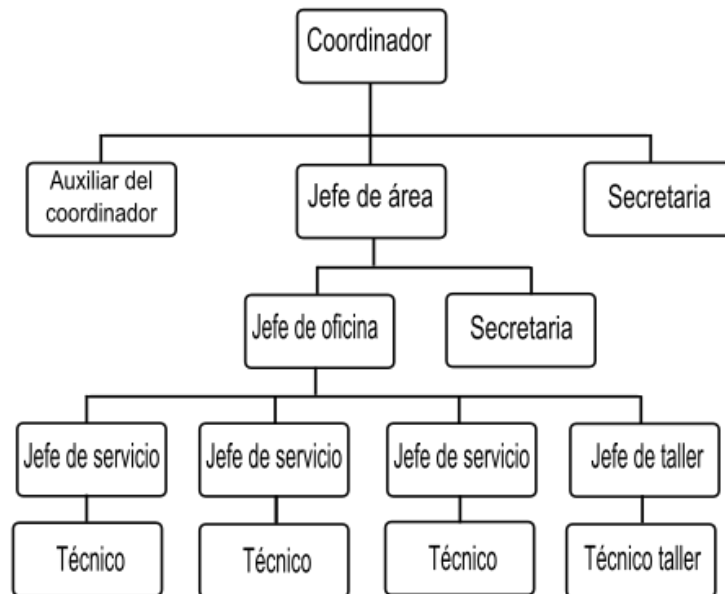 Coordinador
Auxiliar del
coordinador
Jefe de área
Secretaria
Jefe de oficina
Secretaria
Jefe de servicio
Jefe de servicio
Jefe de servicio
Jefe de taller
Técnico
Técnico
Técnico
Técnico taller